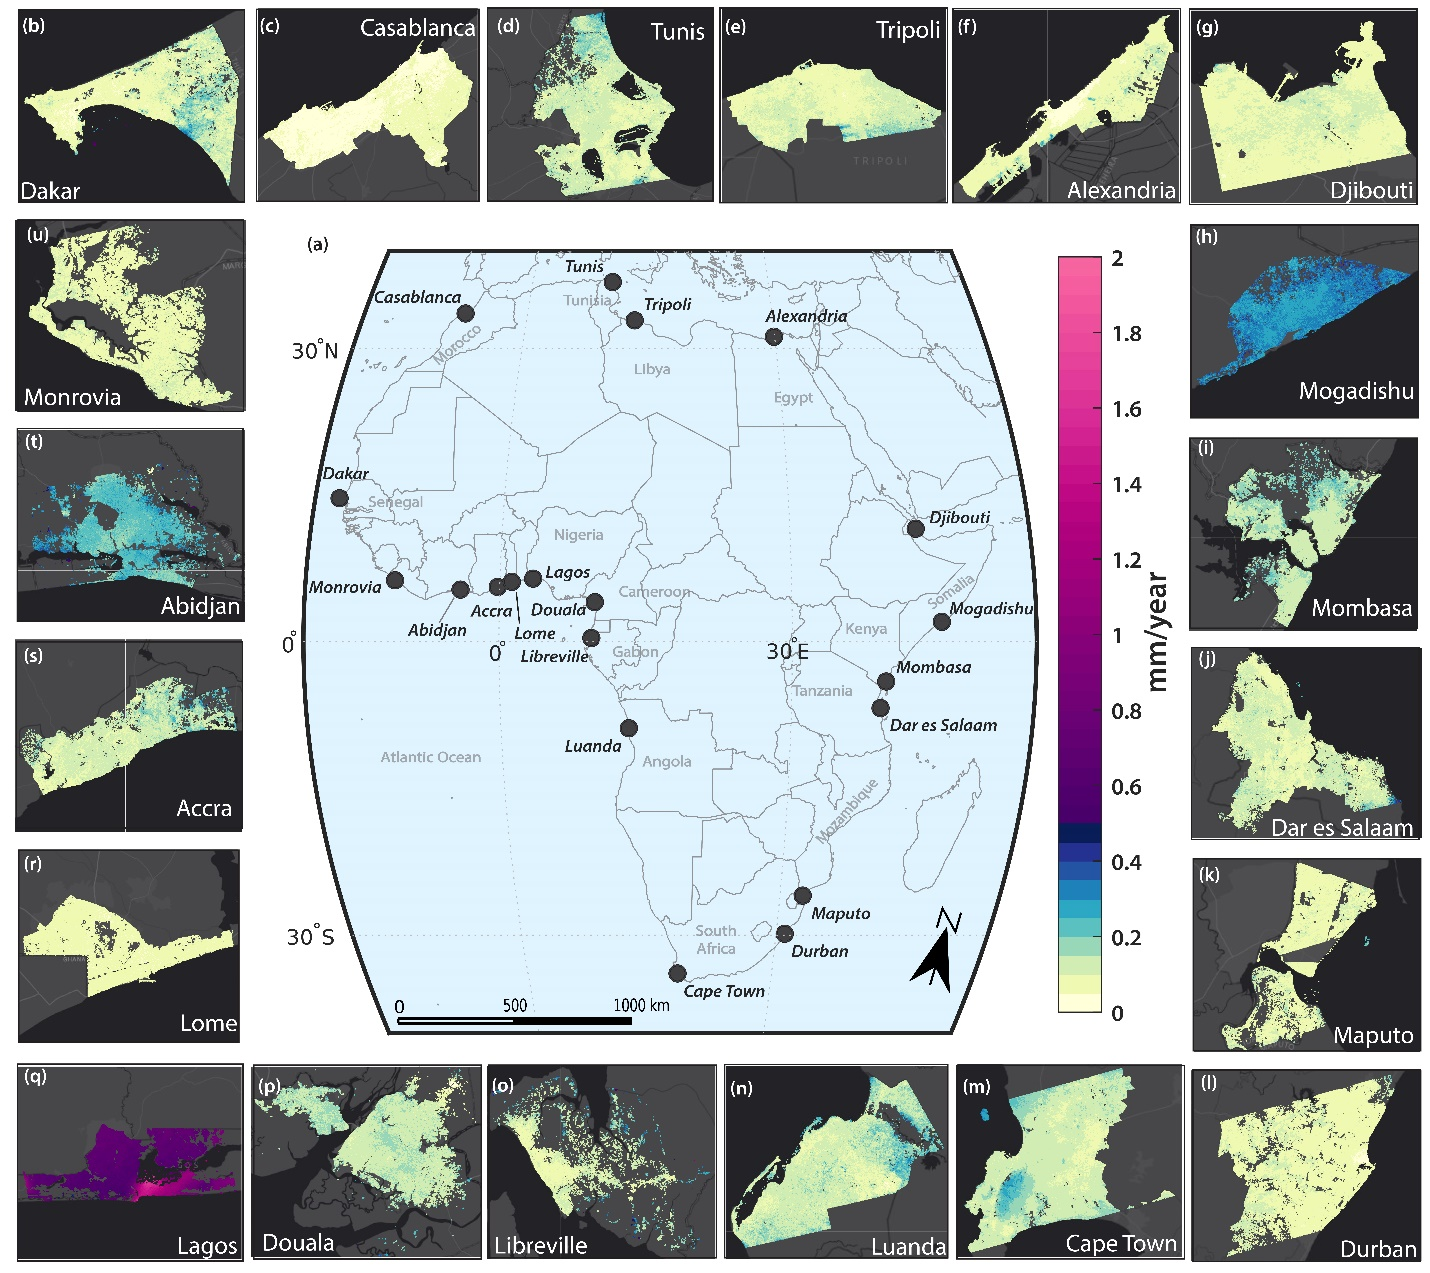 (b)
Dakar
(c)
Casablanca
(d)
Tunis
(e)
Tripoli
TRIPOLI
(f)
Alexandria
(g)
Djibouti
(u)
Monrovia
(a)
Tunis
Casablanca
Tunisia
Tripoli
Alexandria
Morocco
30°N
Libya
Egypt
Dakar
Senegal
Djibouti
Nigeria
Monrovia
Lagos
Cameroon
Somalia
Accra
Douala
Mogadishu
Abidjan
Lome
Kenya
0°
0°
Libreville
Gabon
30°E
Mombasa
Tanzania
Dar es Salaam
Luanda
Atlantic Ocean
Angola
Mozambique
Maputo
30°S
South
Africa
Durban
N
Cape Town
0
500
1000 km
2
1.8
1.6
1.4
1.2
1
0.8
0.6
0.4
0.2
0
mm/year
(h)
Mogadishu
(t)
Abidjan
(i)
Mombasa
(s)
Accra
(j)
Dar es Salaam
(r)
Lome
(k)
Maputo
(q)
Lagos
(p)
Douala
(o)
Libreville
(n)
Luanda
(m)
Cape Town
(l)
Durban